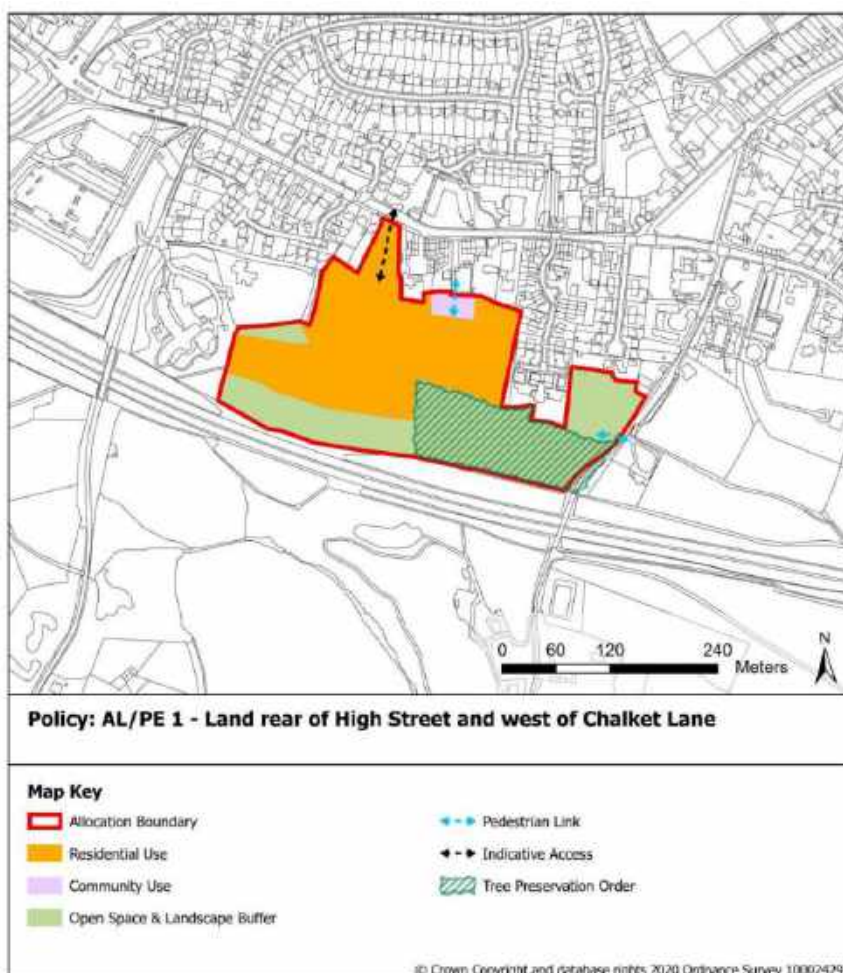 0 60 120 240
Meters
N
Policy: AL/PE 1 - Land rear of High Street and west of Chalket Lane
Map Key
Allocation Boundary
Residential Use
Community Use
Open Space & Landscape Buffer
Pedestrian Link
Indicative Access
Tree Preservation Order
© Crown Copyright and database rights 2020 Ordnance Survey 10002429